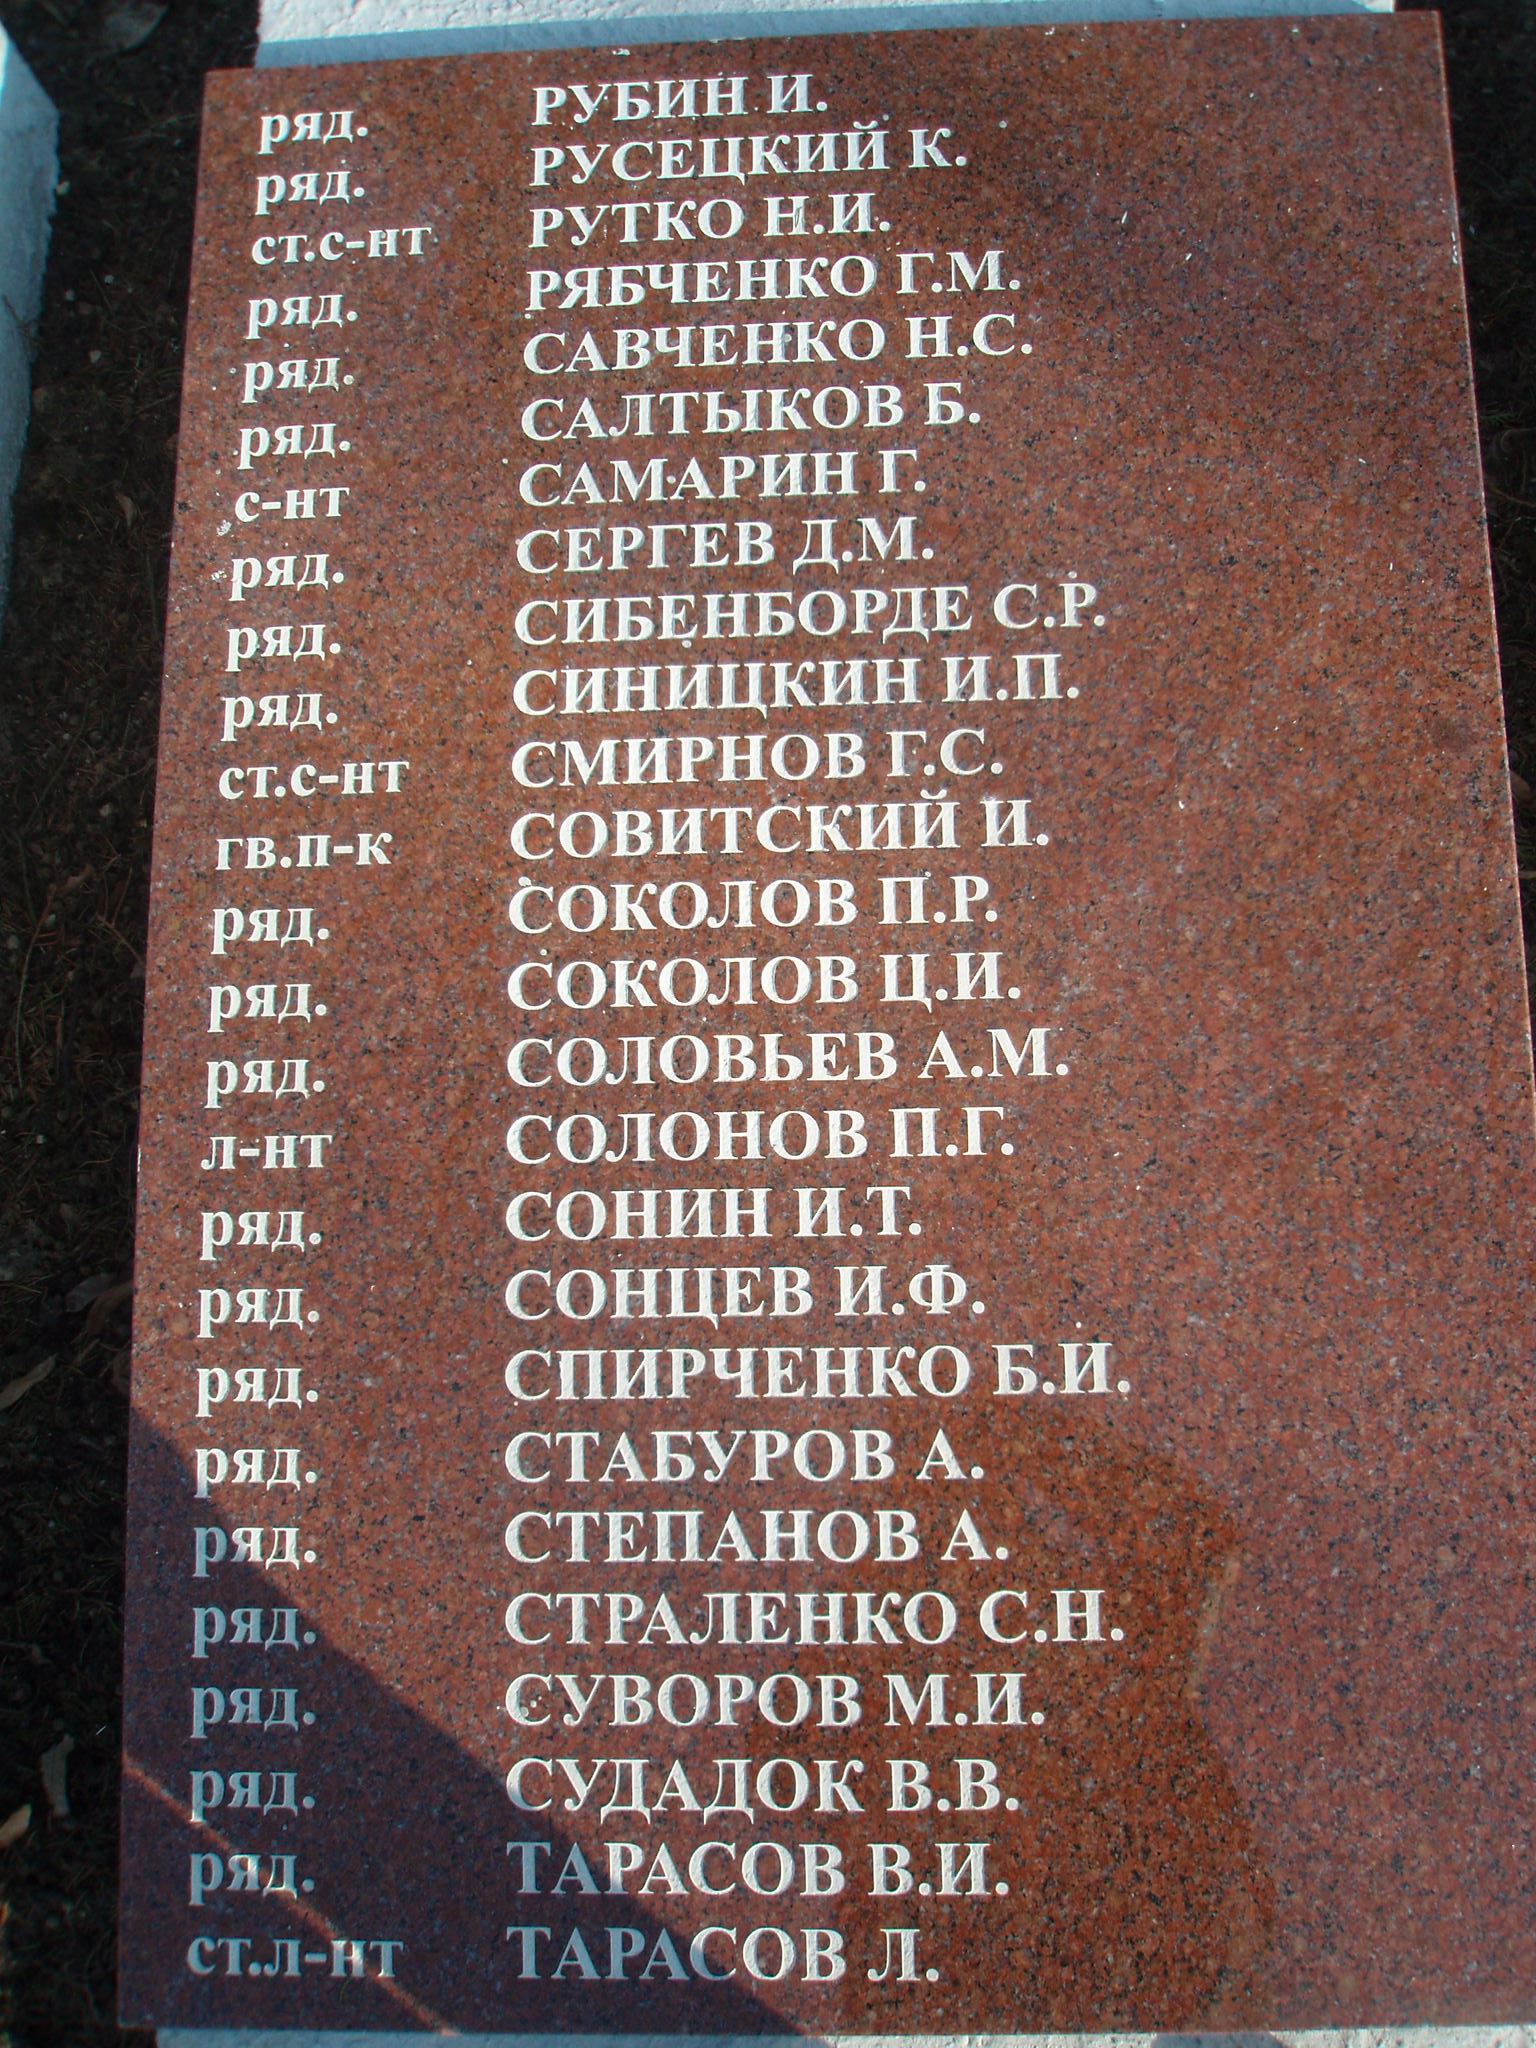 ряд. РУБИН И.
ряд. РУСЕЦКИЙ К.
ст.с-нт РУТКО Н.И.
ряд. РЯБЧЕНКО Г.М.
ряд. САВЧЕНКО Н.С.
ряд. САЛТЫКОВ Б.
с-нт САМАРИН Г.
ряд. СЕРГЕВ Д.М.
ряд. СИБЕНБОРДЕ С.Р.
ряд. СИНИЦКИН И.П.
ст.с-нт СМИРНОВ Г.С.
гв.п-к СОВИТСКИЙ И.
ряд. СОКОЛОВ П.Р.
ряд. СОКОЛОВ Ц.И.
ряд. СОЛОВЬЕВ А.М.
л-нт СОЛОНОВ П.Г.
ряд. СОНИН И.Т.
ряд. СОНЦЕВ И.Ф.
ряд. СПИРЧЕНКО Б.И.
ряд. СТАБУРОВ А.
ряд. СТЕПАНОВ А.
ряд. СТРАЛЕНКО С.Н.
ряд. СУВОРОВ М.И.
ряд. СУДАДОК В.В.
ряд. ТАРАСОВ В.И.
ст.л-нт ТАРАСОВ Л.